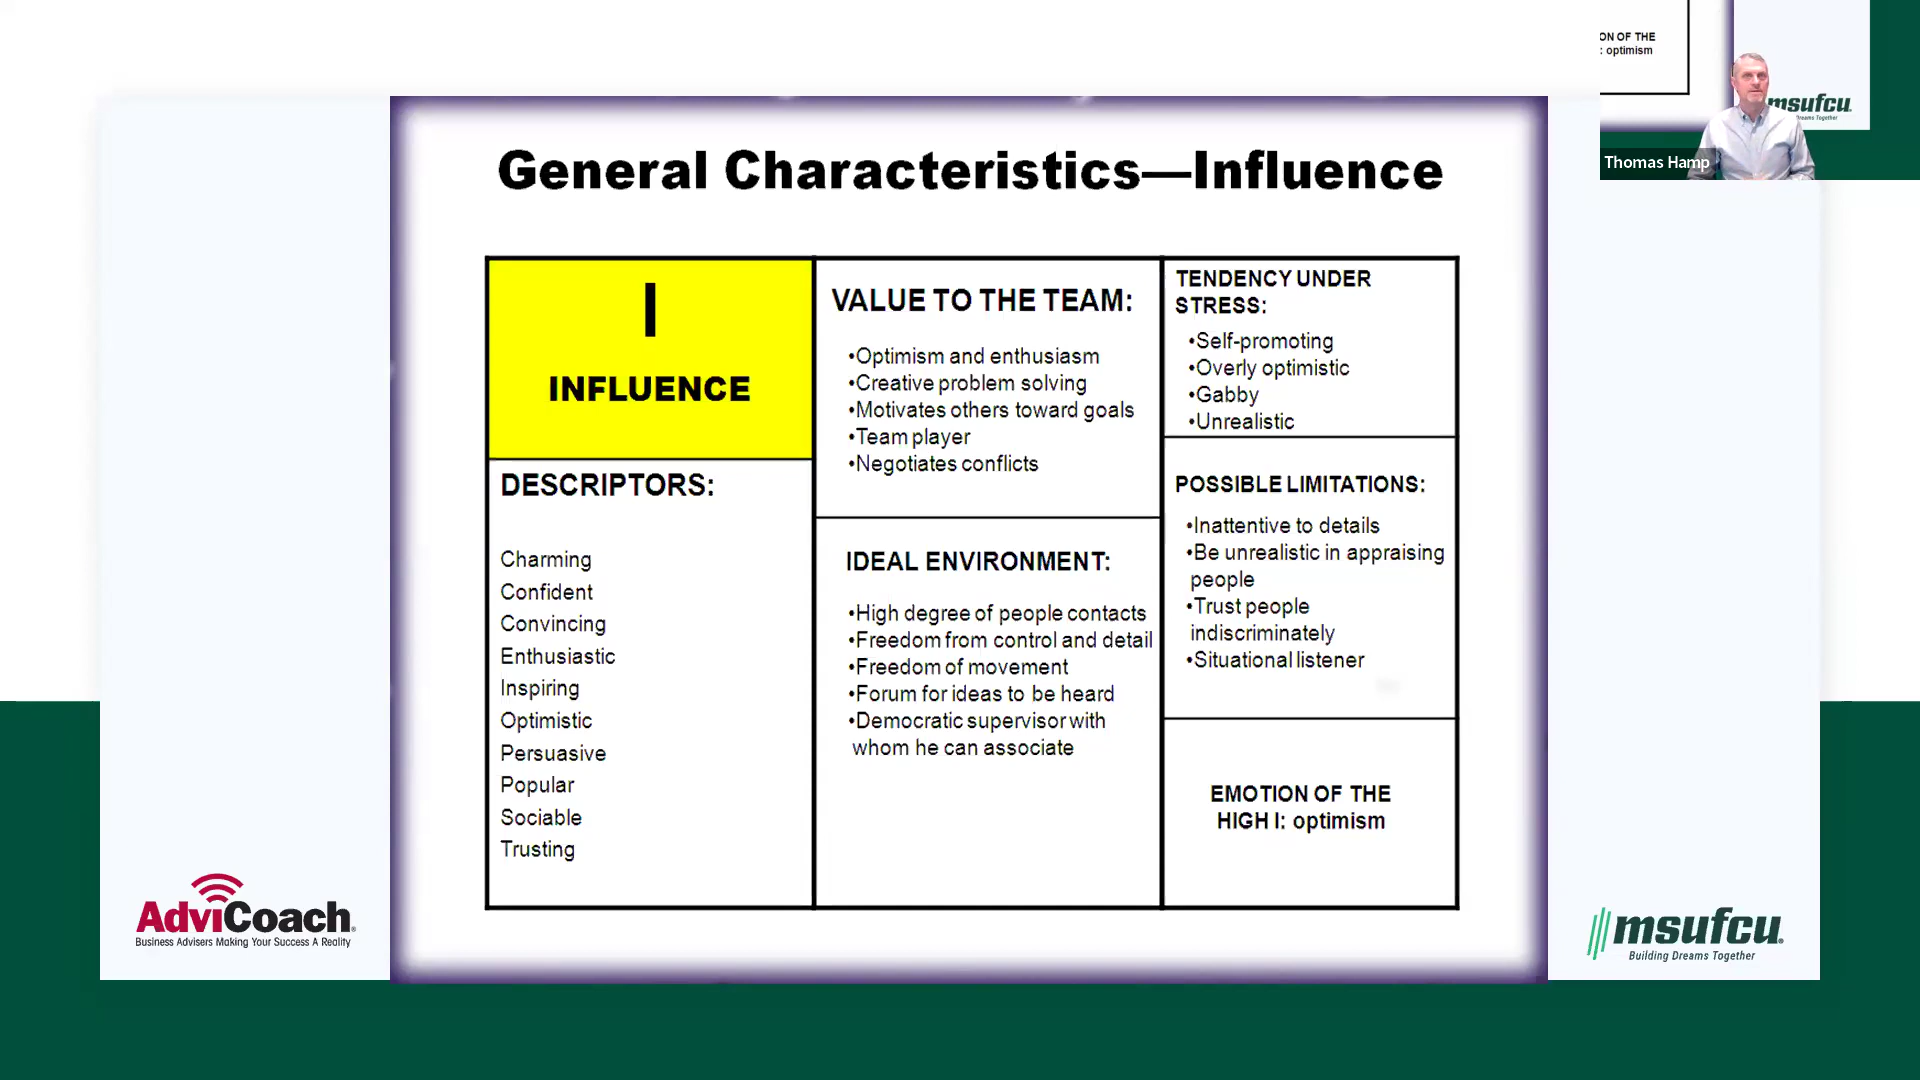 General Characteristics—Influence
I
INFLUENCE
DESCRIPTORS:
Charming
Confident
Convincing
Enthusiastic
Inspiring
Optimistic
Persuasive
Popular
Sociable
Trusting
VALUE TO THE TEAM:
•Optimism and enthusiasm
•Creative problem solving
•Motivates others toward goals
•Team player
•Negotiates conflicts
IDEAL ENVIRONMENT:
•High degree of people contacts
•Freedom from control and detail
•Freedom of movement
•Forum for ideas to be heard
•Democratic supervisor with
whom he can associate
TENDENCY UNDER
STRESS:
•Self-promoting
•Overly optimistic
•Gabby
•Unrealistic
POSSIBLE LIMITATIONS:
•Inattentive to details
•Be unrealistic in appraising
people
•Trust people
indiscriminately
•Situational listener
EMOTION OF THE
HIGH I: optimism
ON OF THE
: optimism
msufcu
Dreams Together
Thomas Hamp
AdviCoach®
Business Advisers Making Your Success A Reality
msufcu®
Building Dreams Together